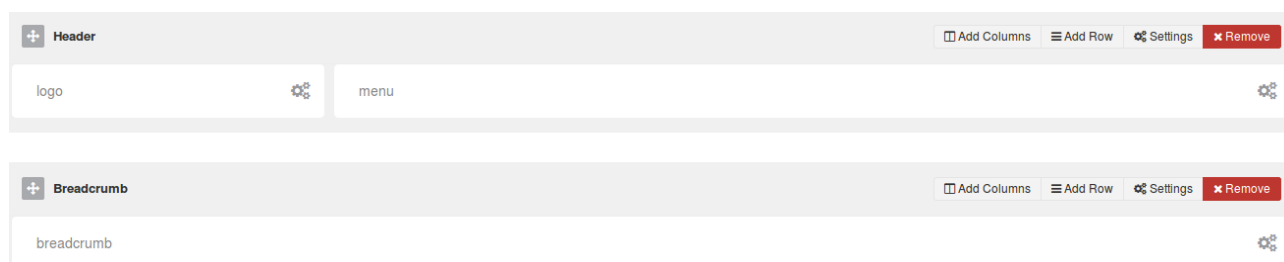 Header Add Columns Add Row Settings Remove
logo menu
Breadcrumb Add Columns Add Row Settings Remove
breadcrumb